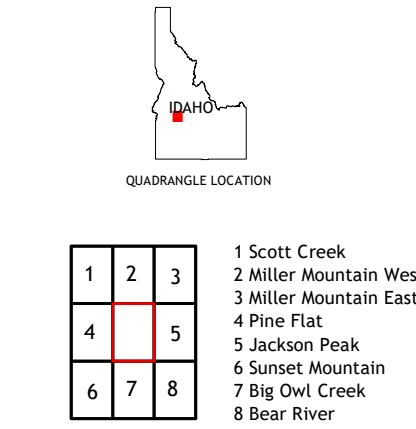 IDAHO
QUADRANGLE LOCATION
1 2 3
4 5
6 7 8
1 Scott Creek
2 Miller Mountain Wes
3 Miller Mountain East
4 Pine Flat
5 Jackson Peak
6 Sunset Mountain
7 Big Owl Creek
8 Bear River